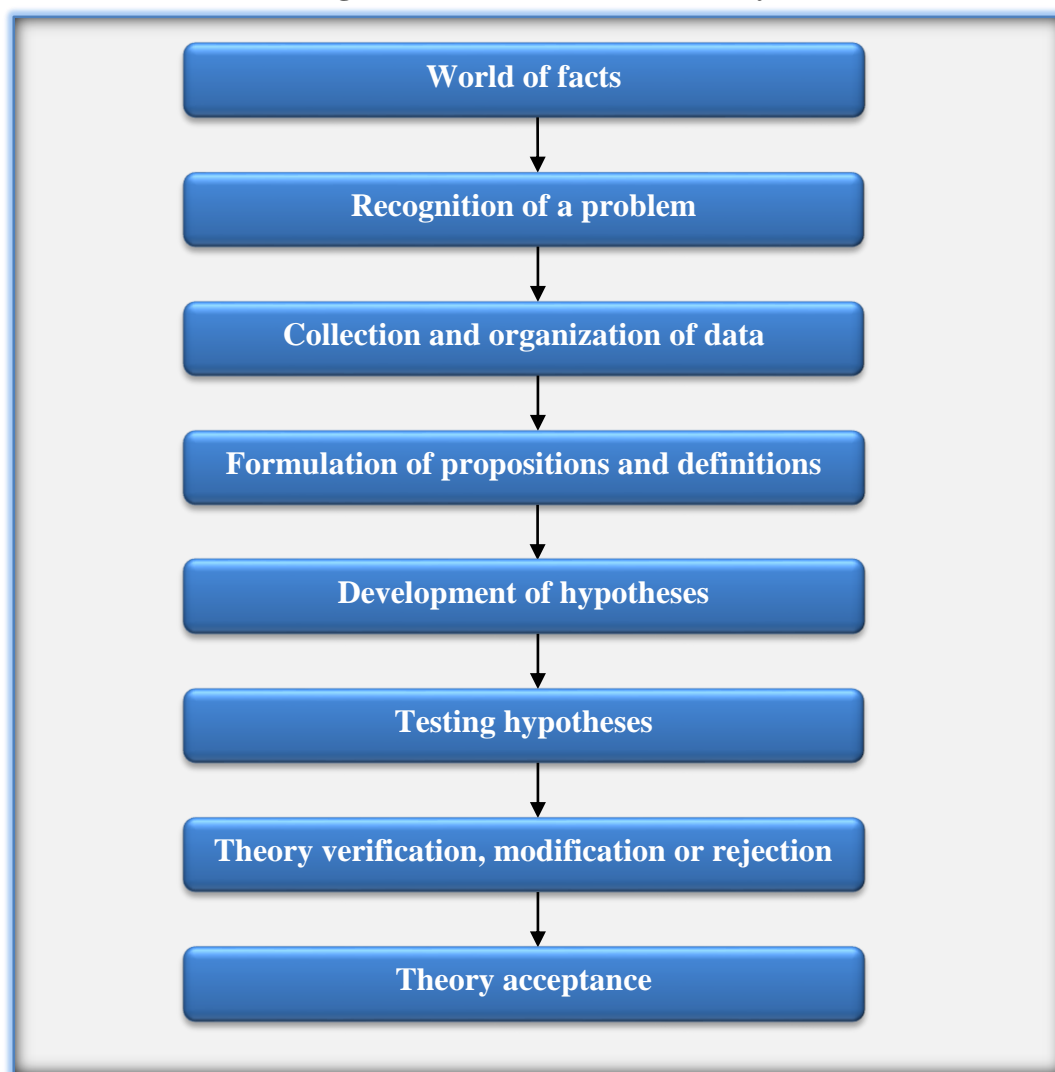 World of facts
Recognition of a problem
Collection and organization of data
Formulation of propositions and definitions
Development of hypotheses
Testing hypotheses
Theory verification, modification or rejection
Theory acceptance